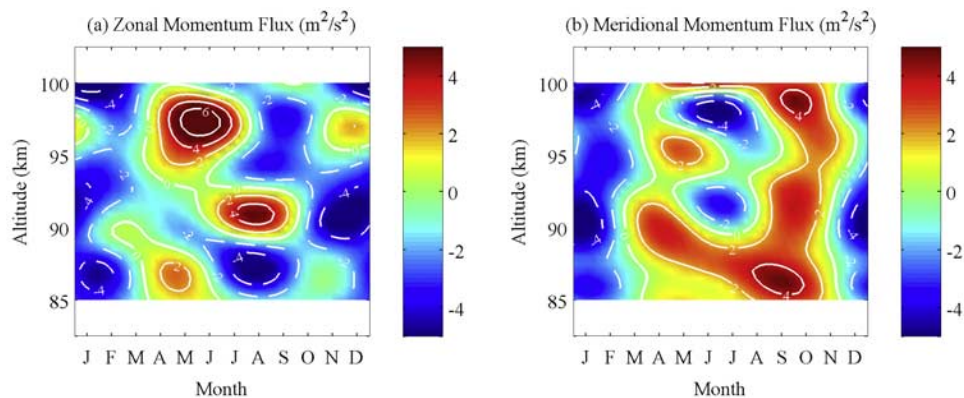 (a) Zonal Momentum Flux (m²/s²)
(b) Meridional Momentum Flux (m²/s²)
100
95
90
85
Altitude (km)
J F M A M J J A S O N D
Month
4
2
0
-2
-4
100
95
90
85
Altitude (km)
J F M A M J J A S O N D
Month
4
2
0
-2
-4